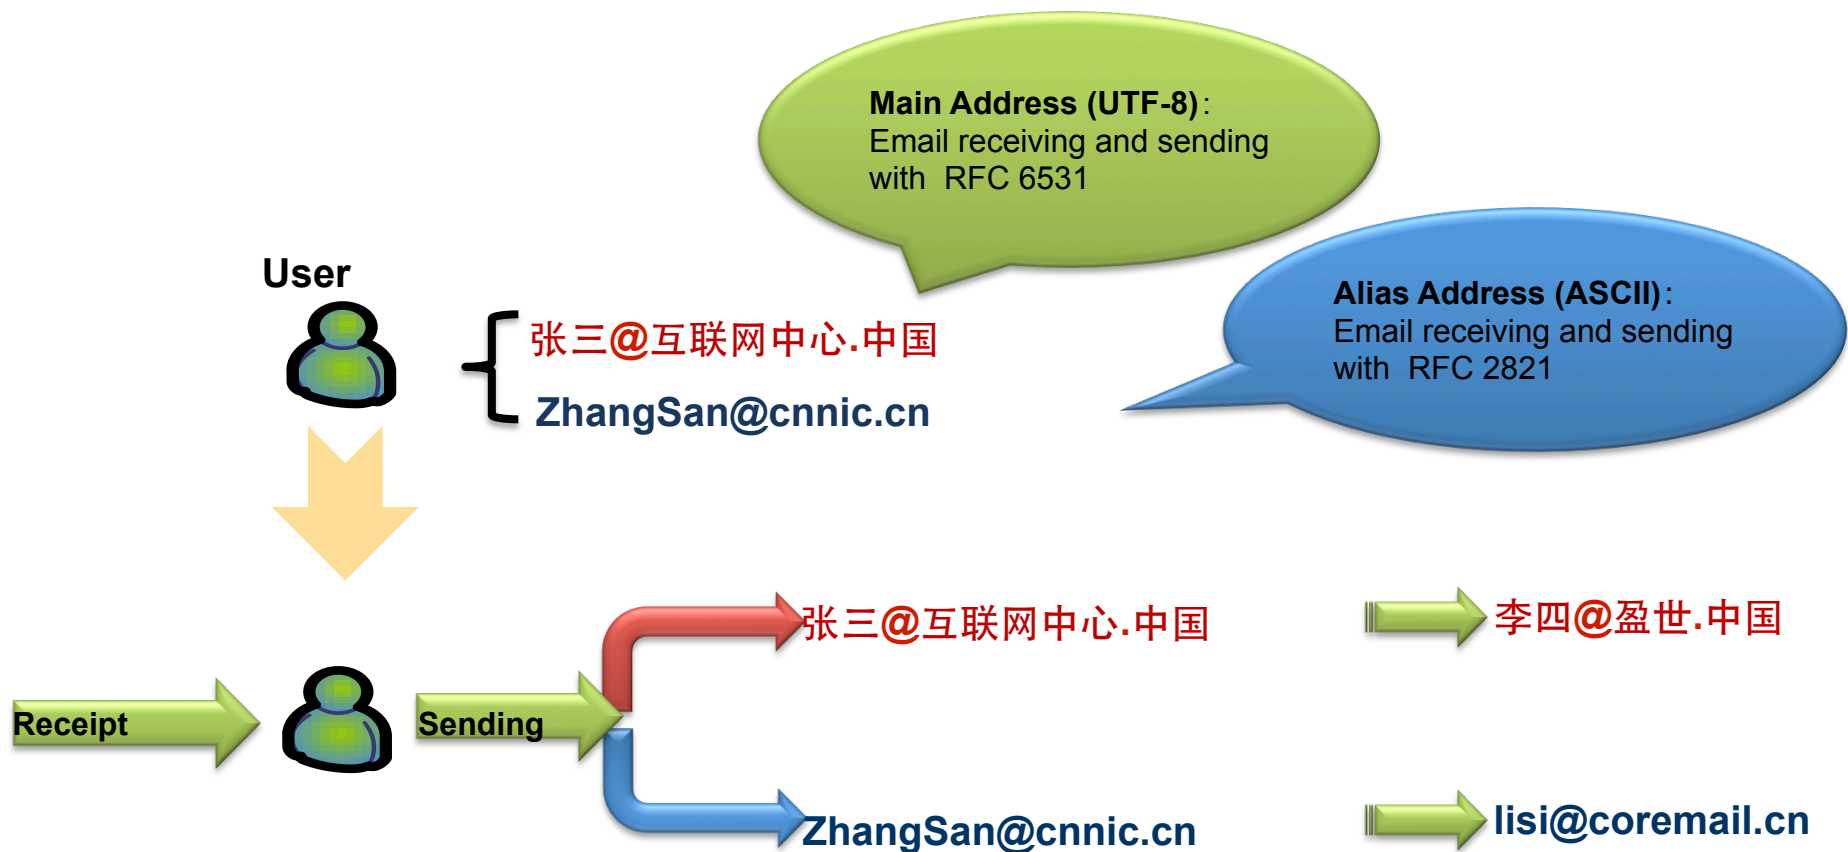 Main Address (UTF-8):
Email receiving and sending
with RFC 6531
User
Alias Address (ASCII):
Email receiving and sending
with RFC 2821
张三@互联网中心.中国
ZhangSan@cnnic.cn
张三@互联网中心.中国
李四@盈世.中国
Receipt
Sending
ZhangSan@cnnic.cn
lisi@coremail.cn